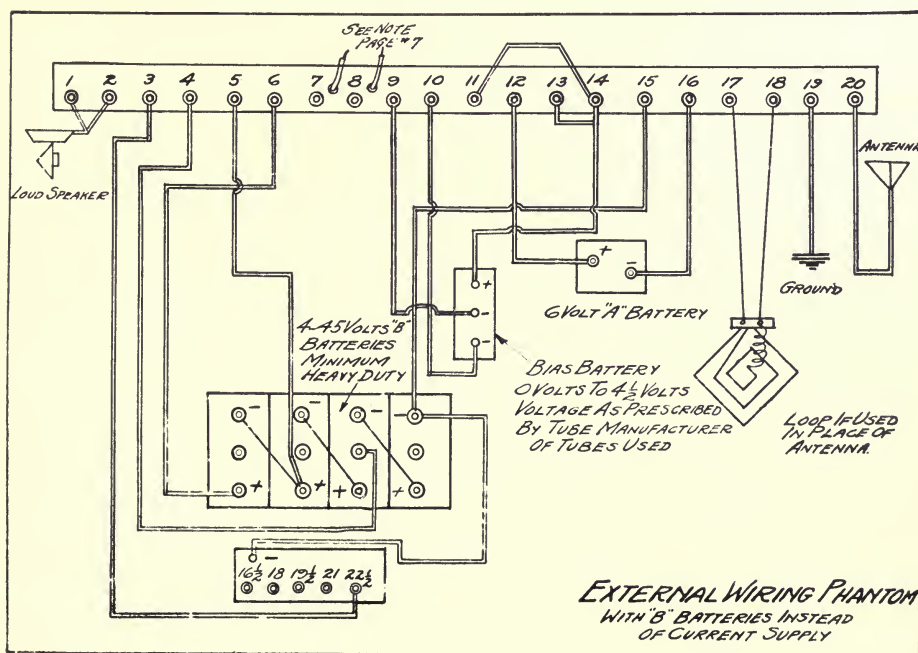 SEE NOTE
PAGE #7
1 2 3 4 5 6 7 8 9 10 11 12 13 14 15 16 17 18 19 20
LOUD SPEAKER
ANTENNA
+ -
6 VOLT "A" BATTERY
GROUND
+
-
-
4-45 VOLTS "B"
BATTERIES
MINIMUM
HEAVY DUTY
BIAS BATTERY
0 VOLTS TO 4½ VOLTS
VOLTAGE AS PRESCRIBED
BY TUBE MANUFACTURER
OF TUBES USED
LOOP IF USED
IN PLACE OF
ANTENNA.
- - - -
+ + + +
-
16½ 18 19½ 21 22½
EXTERNAL WIRING PHANTOM
WITH "B" BATTERIES INSTEAD
OF CURRENT SUPPLY